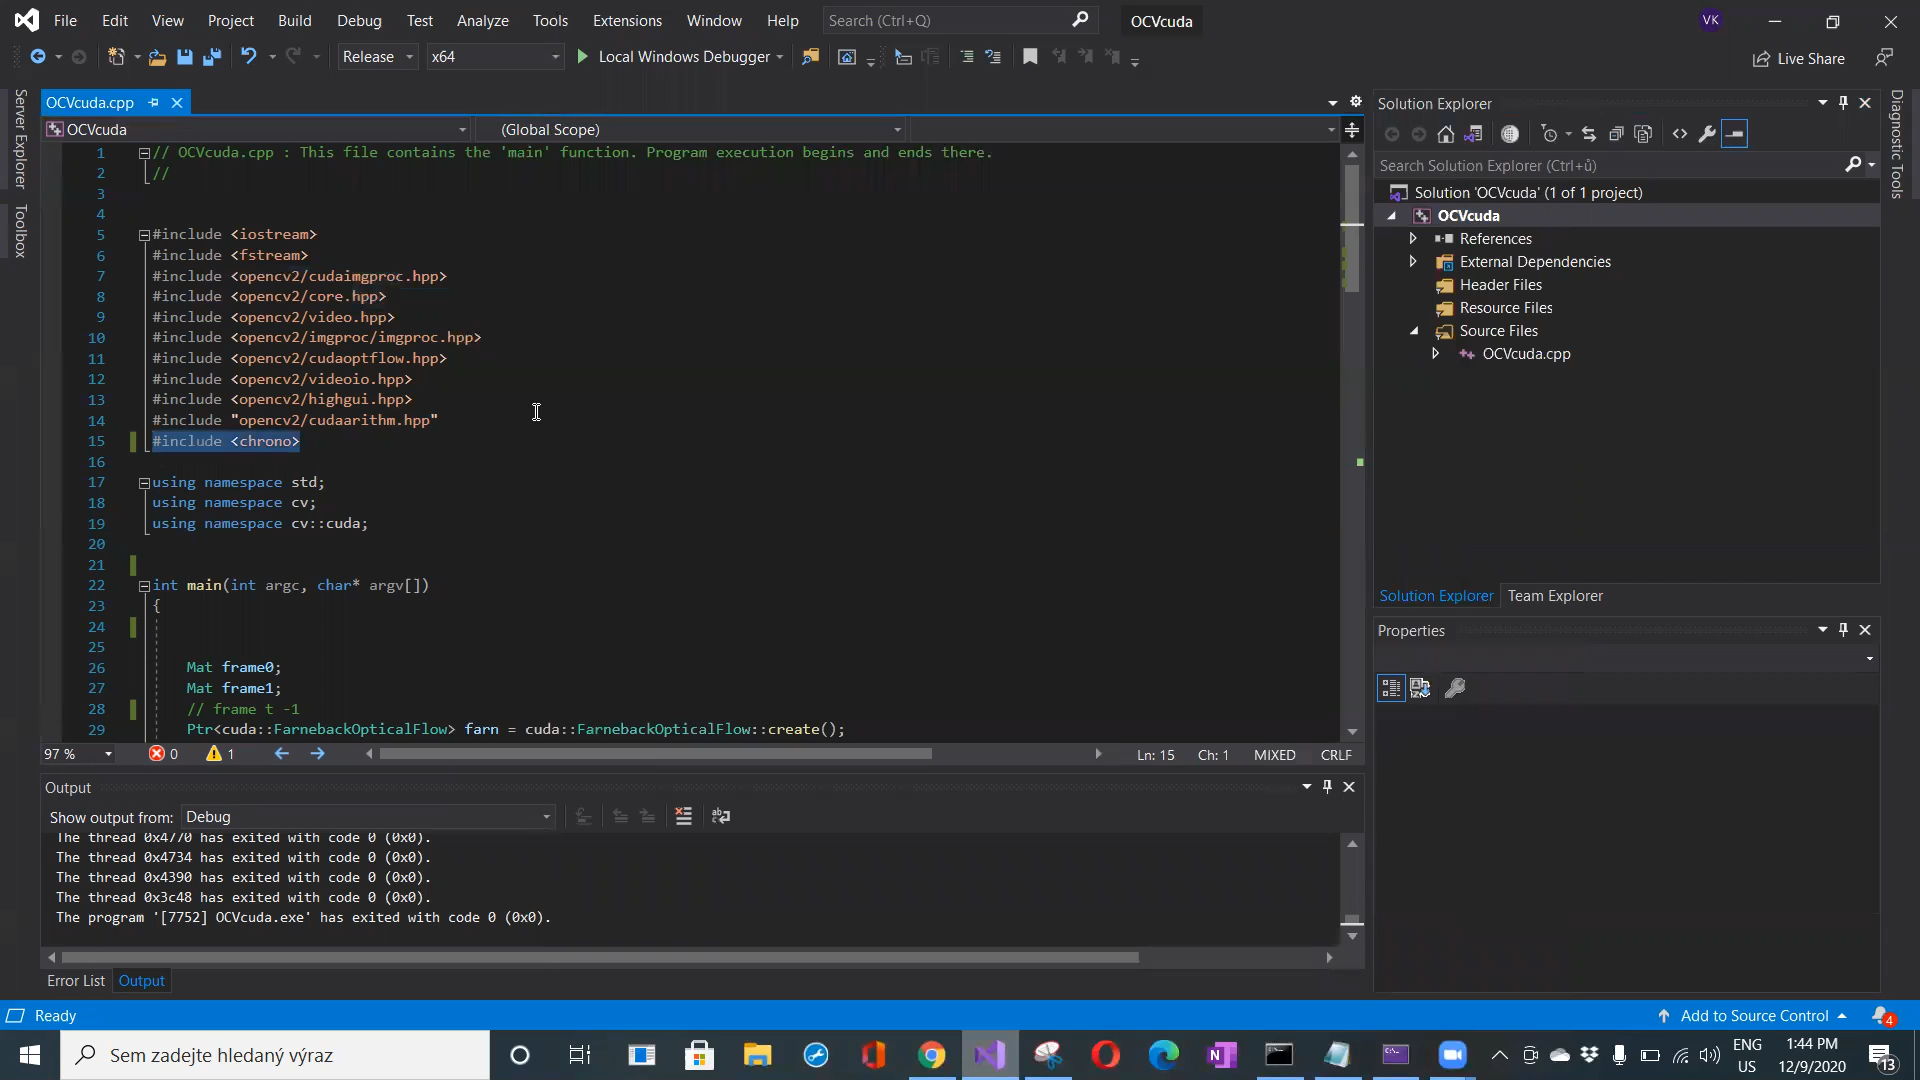 File Edit View Project Build Debug Test Analyze Tools Extensions Window Help Search (Ctrl+Q) OCVcuda VK
Release x64 Local Windows Debugger Live Share
Server Explorer
Toolbox
OCVcuda.cpp
OCVcuda (Global Scope)
1 // OCVcuda.cpp : This file contains the 'main' function. Program execution begins and ends there.
2 //
3
4
5 #include <iostream>
6 #include <fstream>
7 #include <opencv2/cudaimgproc.hpp>
8 #include <opencv2/core.hpp>
9 #include <opencv2/video.hpp>
10 #include <opencv2/imgproc/imgproc.hpp>
11 #include <opencv2/cudaoptflow.hpp>
12 #include <opencv2/videoio.hpp>
13 #include <opencv2/highgui.hpp>
14 #include "opencv2/cudaarithm.hpp"
15 #include <chrono>
16
17 using namespace std;
18 using namespace cv;
19 using namespace cv::cuda;
20
21
22 int main(int argc, char* argv[])
23 {
24
25
26 Mat frame0;
27 Mat frame1;
28 // frame t -1
29 Ptr<cuda::FarnebackOpticalFlow> farn = cuda::FarnebackOpticalFlow::create();
97 % 0 1 Ln: 15 Ch: 1 MIXED CRLF
Output
Show output from: Debug
The thread 0x4770 has exited with code 0 (0x0).
The thread 0x4734 has exited with code 0 (0x0).
The thread 0x4390 has exited with code 0 (0x0).
The thread 0x3c48 has exited with code 0 (0x0).
The program '[7752] OCVcuda.exe' has exited with code 0 (0x0).
Error List Output
Solution Explorer
Search Solution Explorer (Ctrl+ů)
Solution 'OCVcuda' (1 of 1 project)
OCVcuda
References
External Dependencies
Header Files
Resource Files
Source Files
OCVcuda.cpp
Solution Explorer Team Explorer
Properties
Diagnostic Tools
Ready Add to Source Control 4
Sem zadejte hledaný výraz
ENG
US
1:44 PM
12/9/2020
13